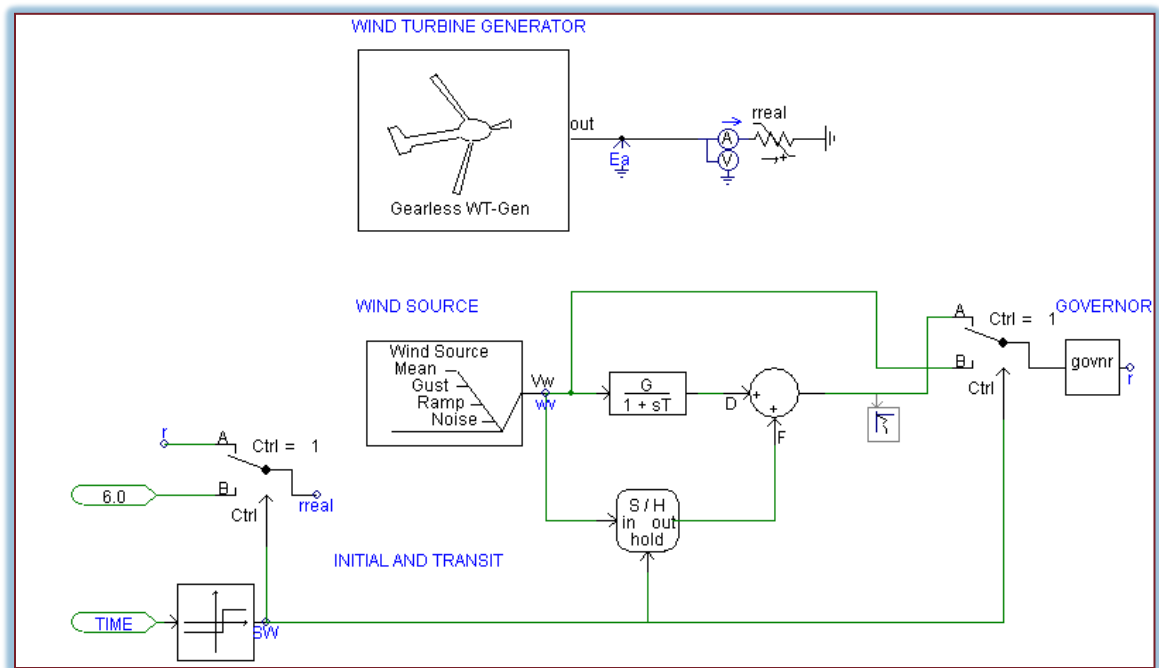 WIND TURBINE GENERATOR
out
rreal
A
V
Ea
Gearless WT-Gen
WIND SOURCE
GOVERNOR
A
Ctrl = 1
B
Ctrl
govnr
r
Wind Source
Mean
Gust
Ramp
Noise
Vw
wv
G
1 + sT
D
+
+
F
r
A
Ctrl = 1
6.0
B
Ctrl
rreal
S / H
in out
hold
INITIAL AND TRANSIT
TIME
SW